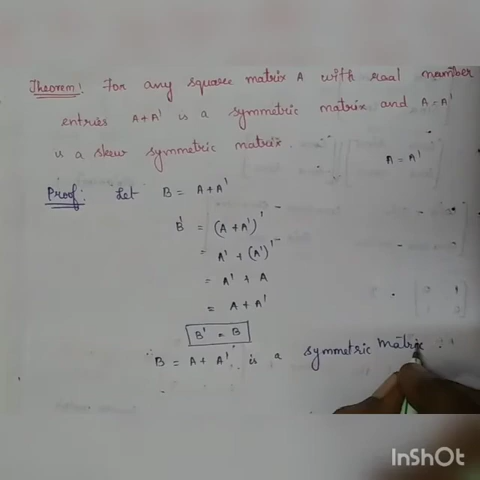 Theorem! For any square matrix A with real number
entries A+A' is a symmetric matrix and A=A'
is a skew symmetric matrix.
A = A'
Proof: Let B = A+A'
B' = (A+A')'
= A' + (A')'
= A' + A
= A+A'
B' = B
∴ B = A+A' is a symmetric matrix
InShOt